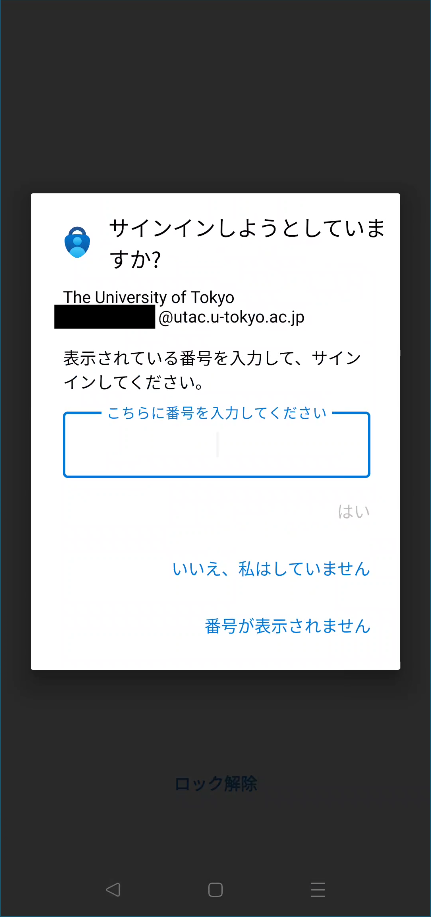 サインインしようとしていま
すか?
The University of Tokyo
@utac.u-tokyo.ac.jp
表示されている番号を入力して、サイン
インしてください。
こちらに番号を入力してください
はい
いいえ、私はしていません
番号が表示されません
ロック解除